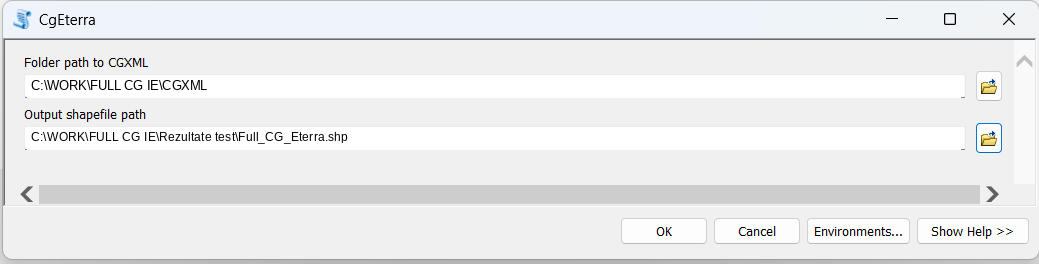 CgEterra
Folder path to CGXML
C:\WORK\FULL CG IE\CGXML
Output shapefile path
C:\WORK\FULL CG IE\Rezultate test\Full_CG_Eterra.shp
OK Cancel Environments... Show Help >>